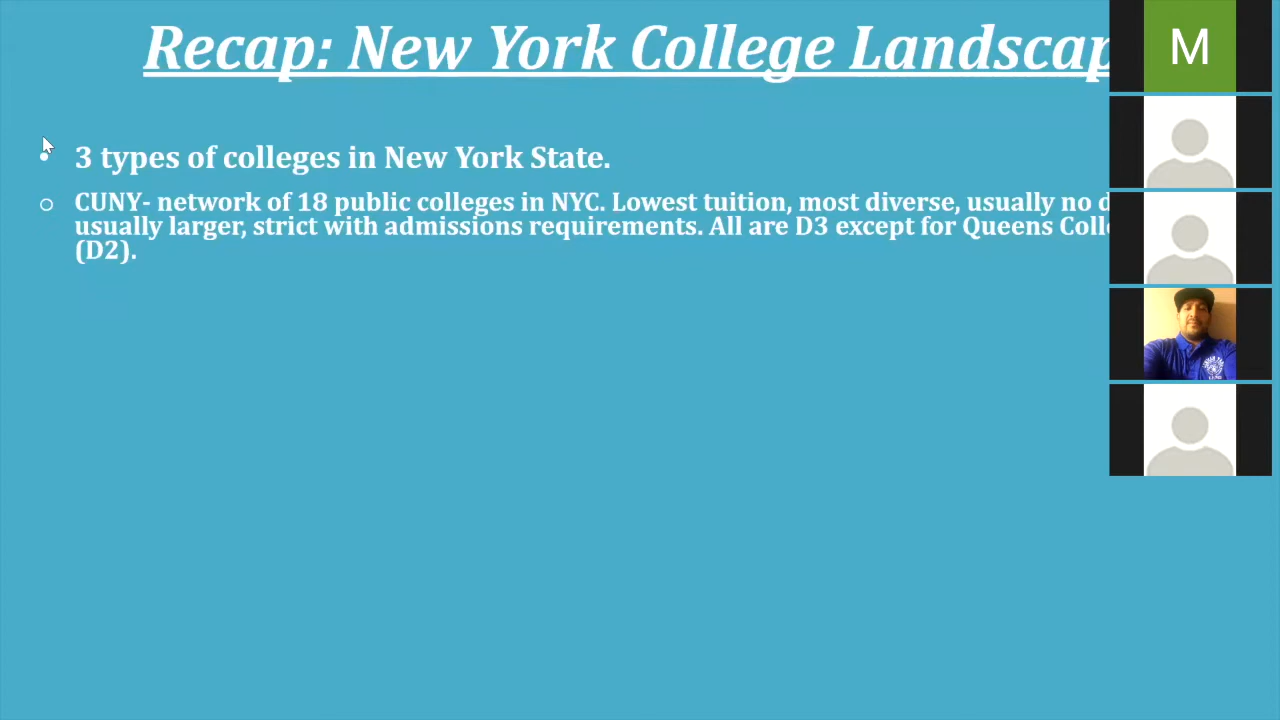 Recap: New York College Landscap
M
3 types of colleges in New York State.
CUNY- network of 18 public colleges in NYC. Lowest tuition, most diverse, usually no
usually larger, strict with admissions requirements. All are D3 except for Queens
(D2).